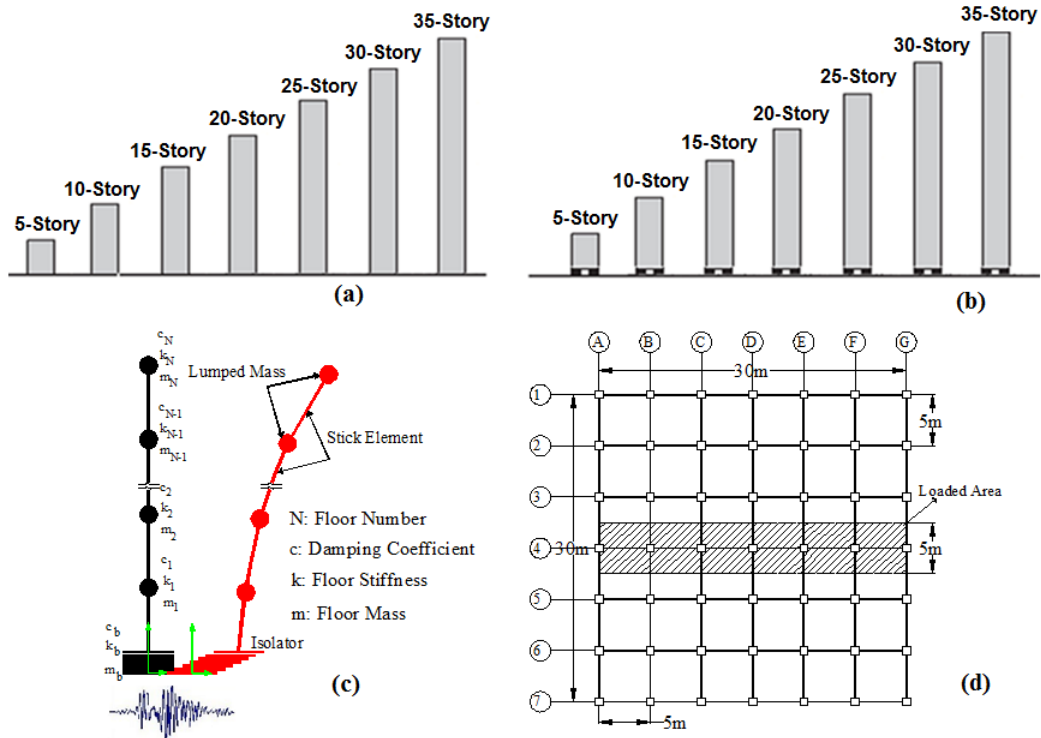 35-Story
30-Story
25-Story
20-Story
15-Story
10-Story
5-Story
(a)
35-Story
30-Story
25-Story
20-Story
15-Story
10-Story
5-Story
(b)
cN
kN
mN
cN-1
kN-1
mN-1
c2
k2
m2
c1
k1
m1
cb
kb
mb
Lumped Mass
Stick Element
N: Floor Number
c: Damping Coefficient
k: Floor Stiffness
m: Floor Mass
Isolator
(c)
A B C D E F G
30m
1
2
3
4
5
6
7
30m
5m
Loaded Area
5m
5m
(d)